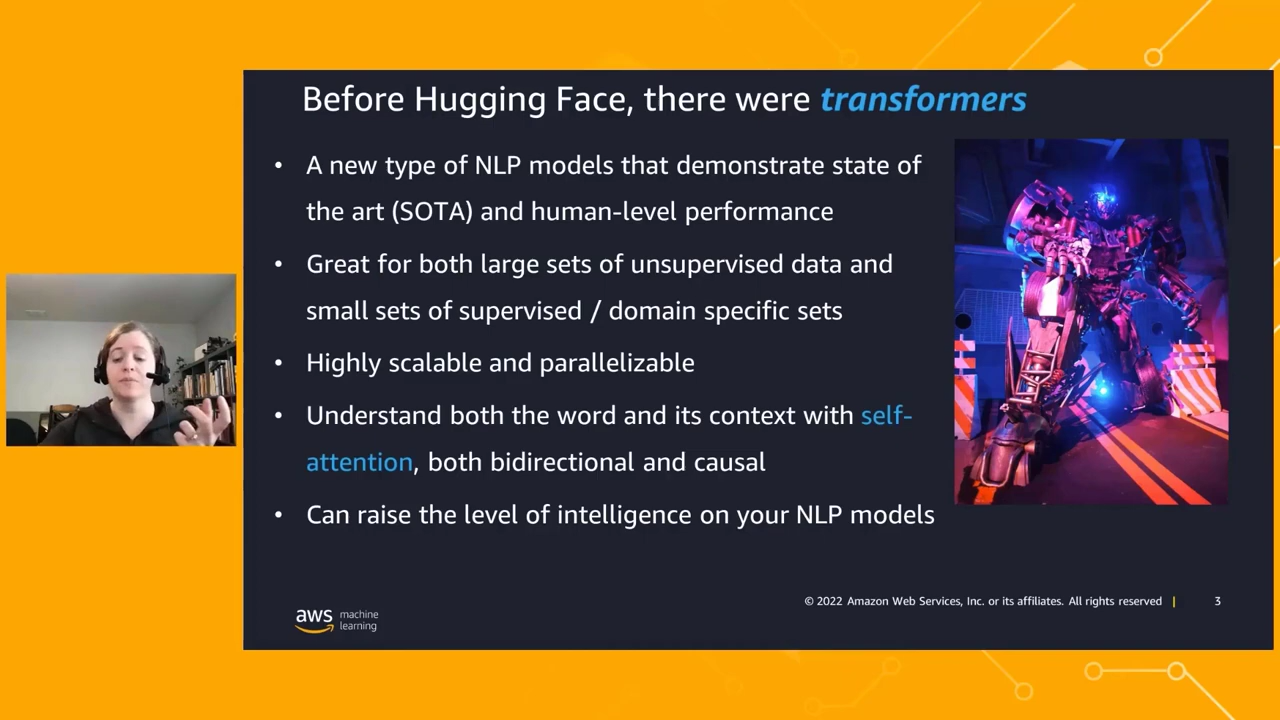 Before Hugging Face, there were transformers
• A new type of NLP models that demonstrate state of
the art (SOTA) and human-level performance
• Great for both large sets of unsupervised data and
small sets of supervised / domain specific sets
• Highly scalable and parallelizable
• Understand both the word and its context with self-
attention, both bidirectional and causal
• Can raise the level of intelligence on your NLP models
aws machine
learning
© 2022 Amazon Web Services, Inc. or its affiliates. All rights reserved | 3